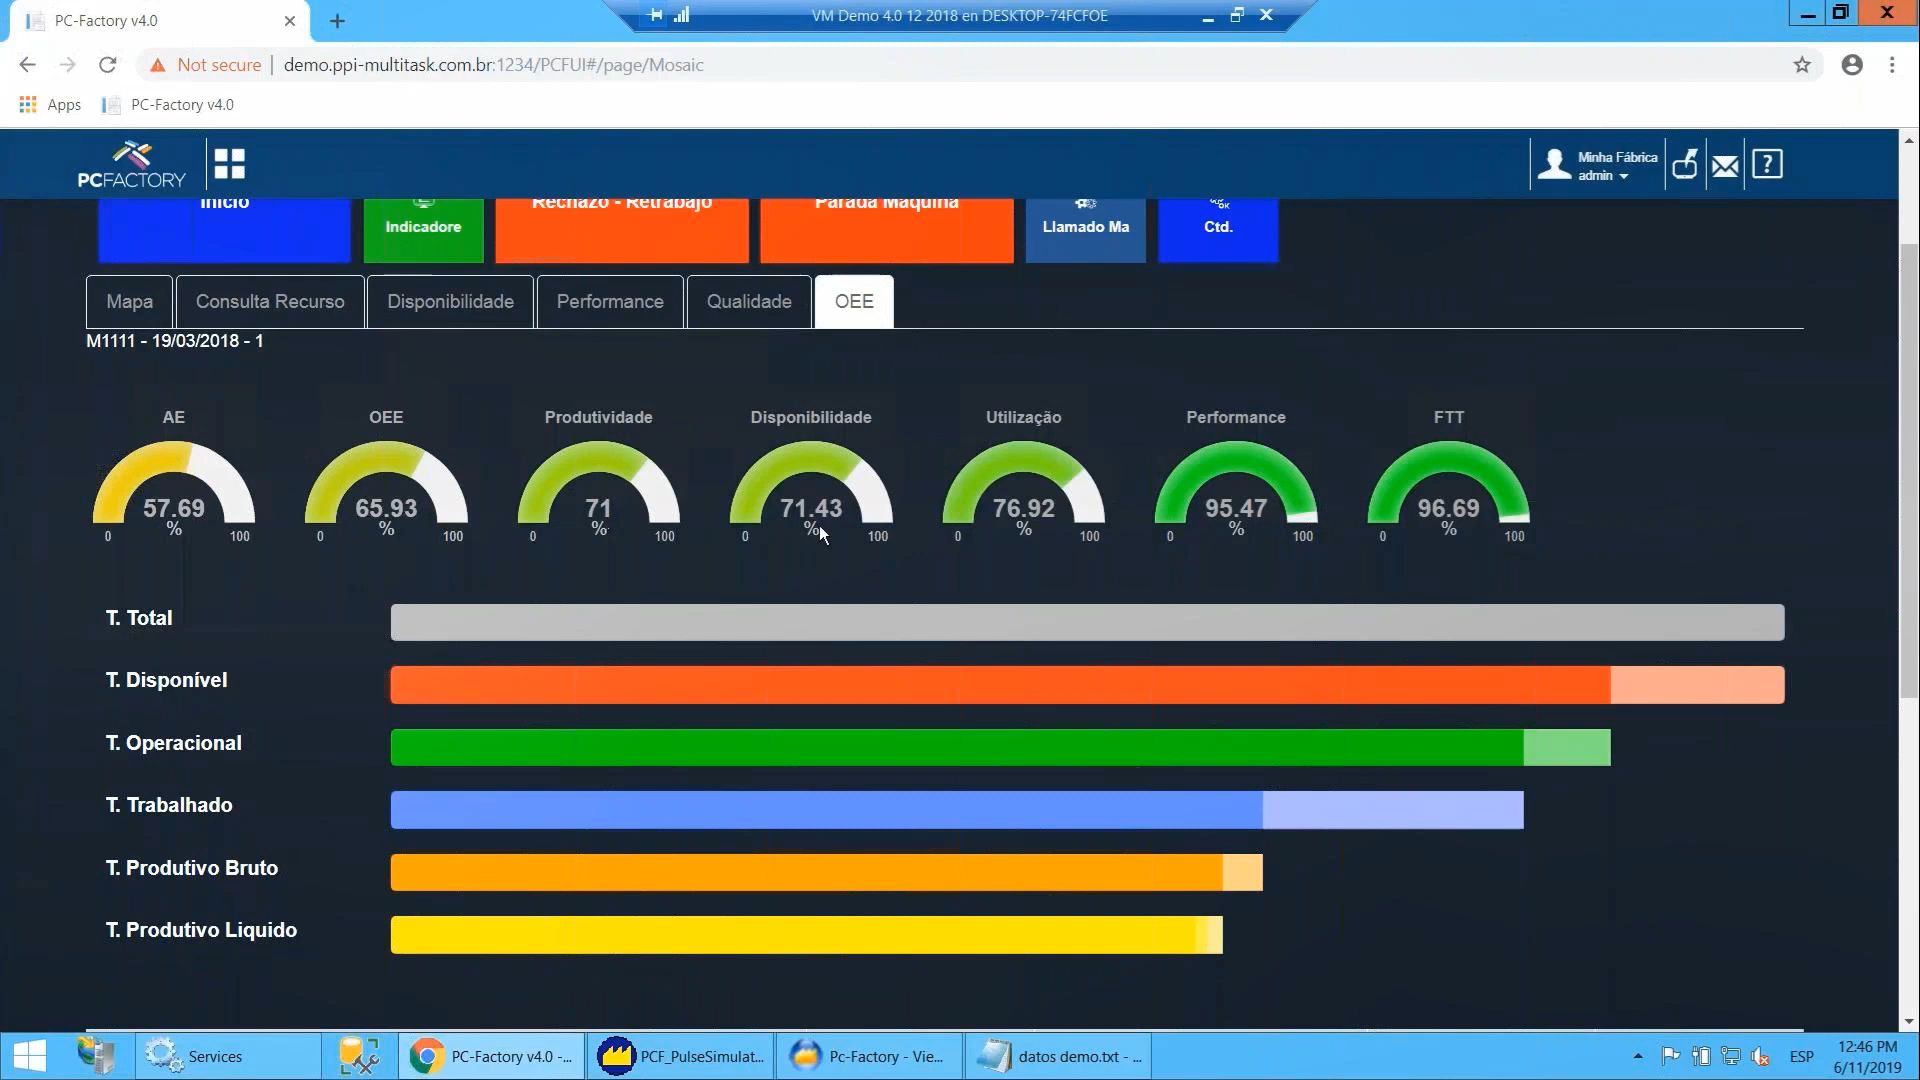 PC-Factory v4.0
VM Demo 4.0 12 2018 en DESKTOP-74FCFOE
Not secure
demo.ppi-multitask.com.br:1234/PCFUI#/page/Mosaic
Apps
PC-Factory v4.0
PCFACTORY
Minha Fábrica
admin
?
Início
Indicadore
Rechazo - Retrabajo
Parada Maquina
Llamado Ma
OK
Ctd.
Mapa
Consulta Recurso
Disponibilidade
Performance
Qualidade
OEE
M1111 - 19/03/2018 - 1
AE
57.69
%
0
100
OEE
65.93
%
0
100
Produtividade
71
%
0
100
Disponibilidade
71.43
%
0
100
Utilização
76.92
%
0
100
Performance
95.47
%
0
100
FTT
96.69
%
0
100
T. Total
T. Disponível
T. Operacional
T. Trabalhado
T. Produtivo Bruto
T. Produtivo Liquido
Services
PC-Factory v4.0 -...
PCF_PulseSimulat...
Pc-Factory - Vie...
datos demo.txt - ...
ESP
12:46 PM
6/11/2019